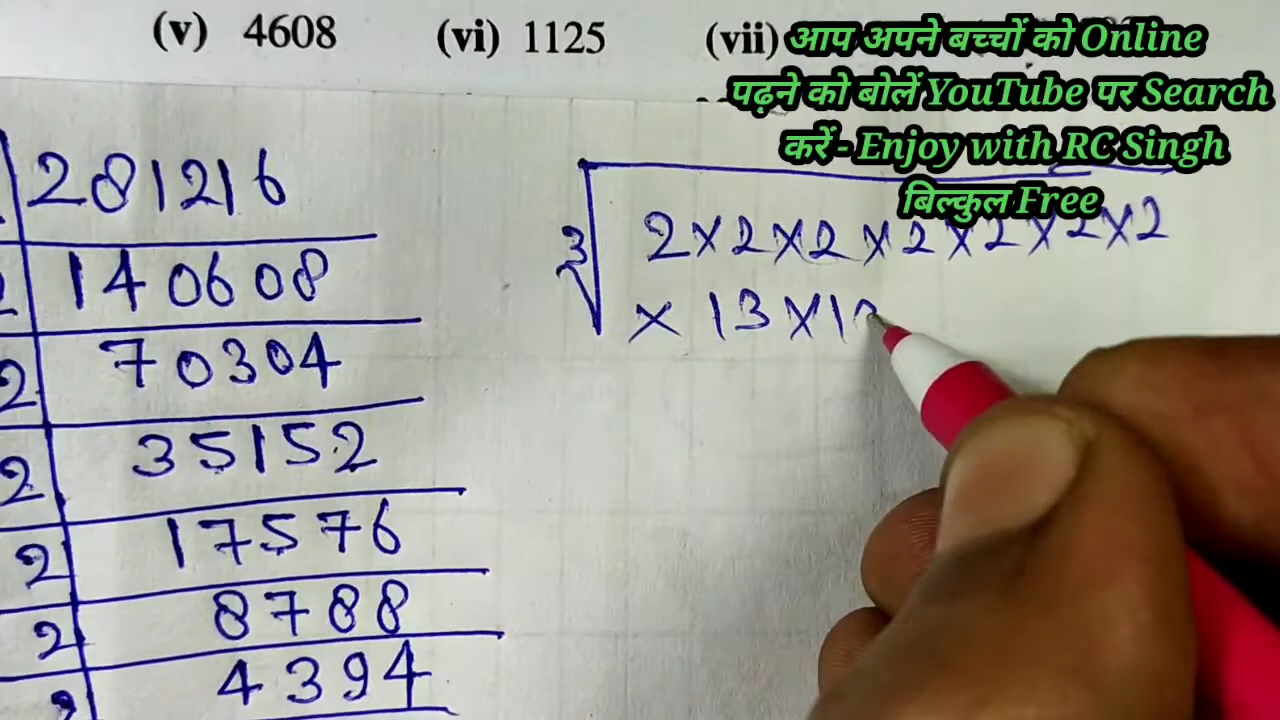 (v) 4608 (vi) 1125 (vii)
आप अपने बच्चों को Online
पढ़ने को बोलें YouTube पर Search
करें - Enjoy with RC Singh
बिल्कुल Free
281216
140608
2 70304
2 35152
2 17576
2 8788
2 4394
3√ 2×2×2×2×2×2×2
× 13×13